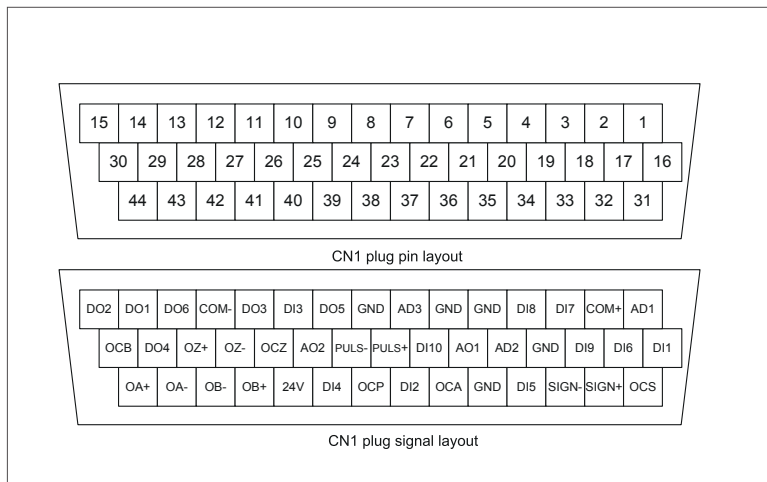 15 14 13 12 11 10 9 8 7 6 5 4 3 2 1
30 29 28 27 26 25 24 23 22 21 20 19 18 17 16
44 43 42 41 40 39 38 37 36 35 34 33 32 31
CN1 plug pin layout
DO2 DO1 DO6 COM- DO3 DI3 DO5 GND AD3 GND GND DI8 DI7 COM+ AD1
OCB DO4 OZ+ OZ- OCZ AO2 PULS- PULS+ DI10 AO1 AD2 GND DI9 DI6 DI1
OA+ OA- OB- OB+ 24V DI4 OCP DI2 OCA GND DI5 SIGN- SIGN+ OCS
CN1 plug signal layout